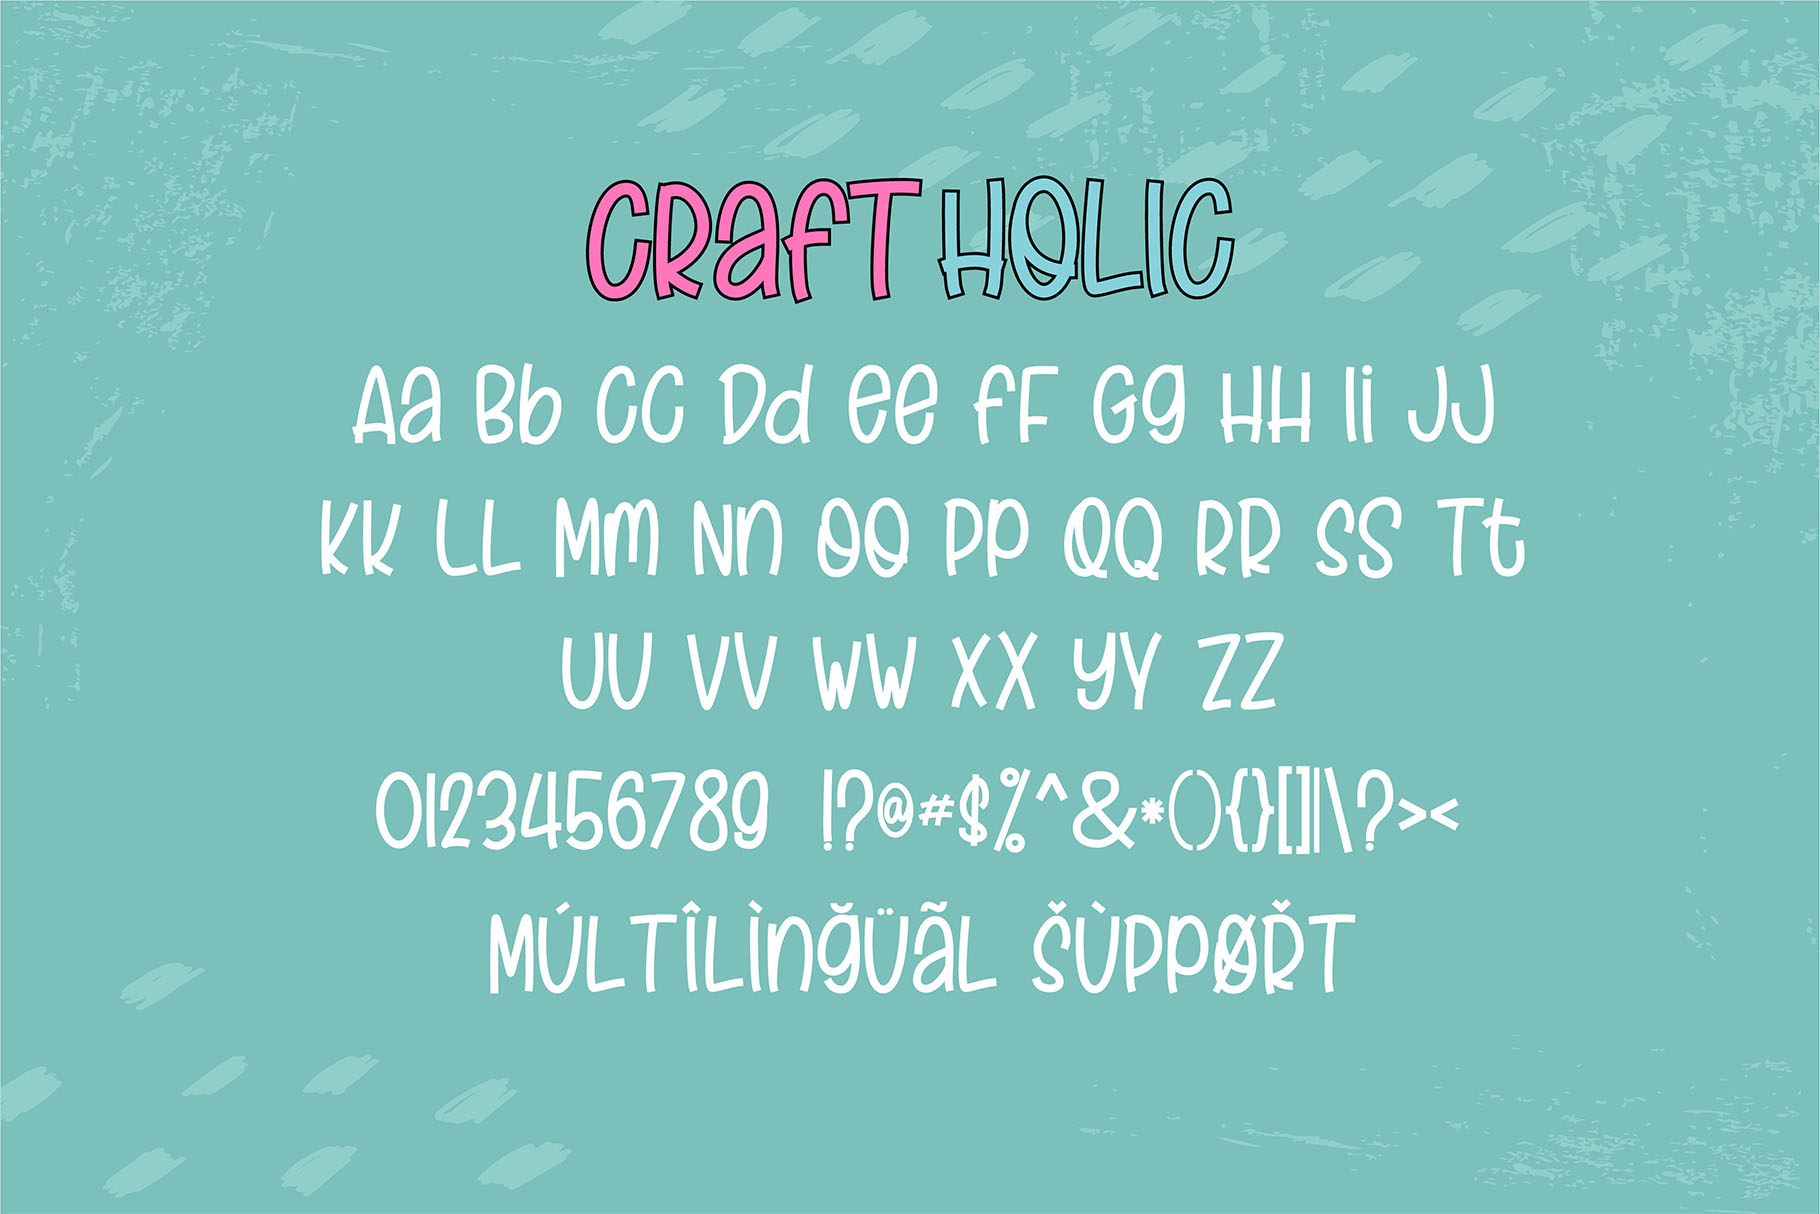 CRafT HOLIC
Aa Bb CC Dd ee fF Gg HH Ii JJ
KK LL Mm Nn OO PP QQ RR SS Tt
UU VV WW XX yY ZZ
0123456789 !?@#$%^&*(){}[]|\?><
MÚLTÎLÌnğÜãL ŠÙPPØŘT